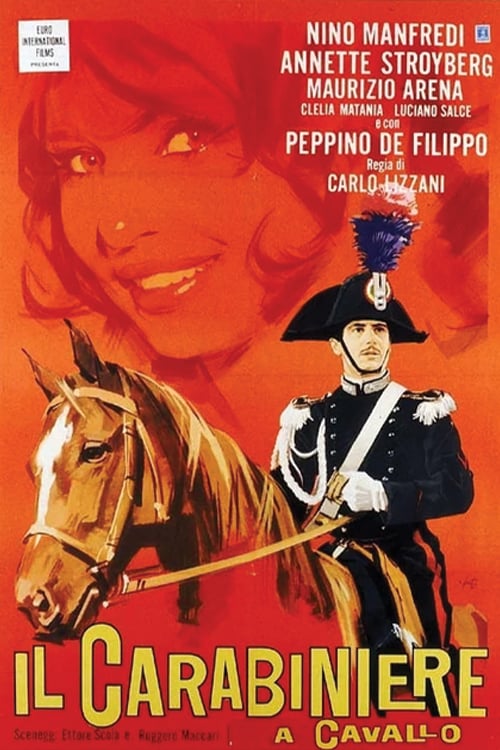 EURO
INTERNATIONAL
FILMS
PRESENTA
NINO MANFREDI
ANNETTE STROYBERG
MAURIZIO ARENA
CLELIA MATANIA LUCIANO SALCE
e con
PEPPINO DE FILIPPO
Regia di
CARLO LIZZANI
IL CARABINIERE
A CAVALLO
Scenegg. Ettore Scola e Ruggero Maccari